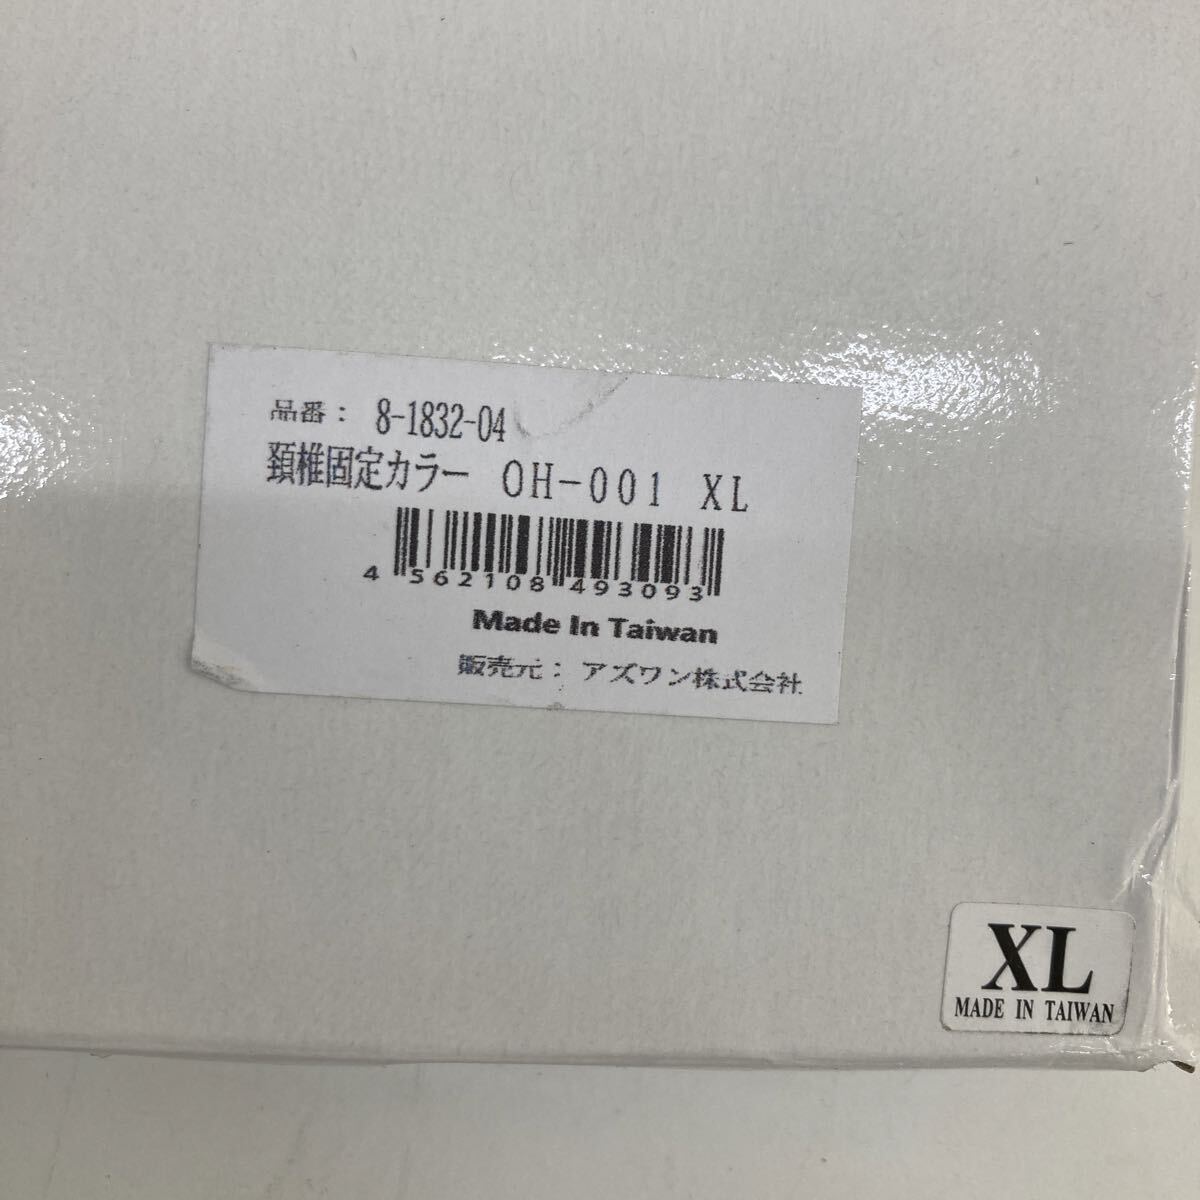 品番： 8-1832-04
頚椎固定カラー OH-001 XL
4 562108 493093
Made In Taiwan
販売元： アズワン株式会社
XL
MADE IN TAIWAN